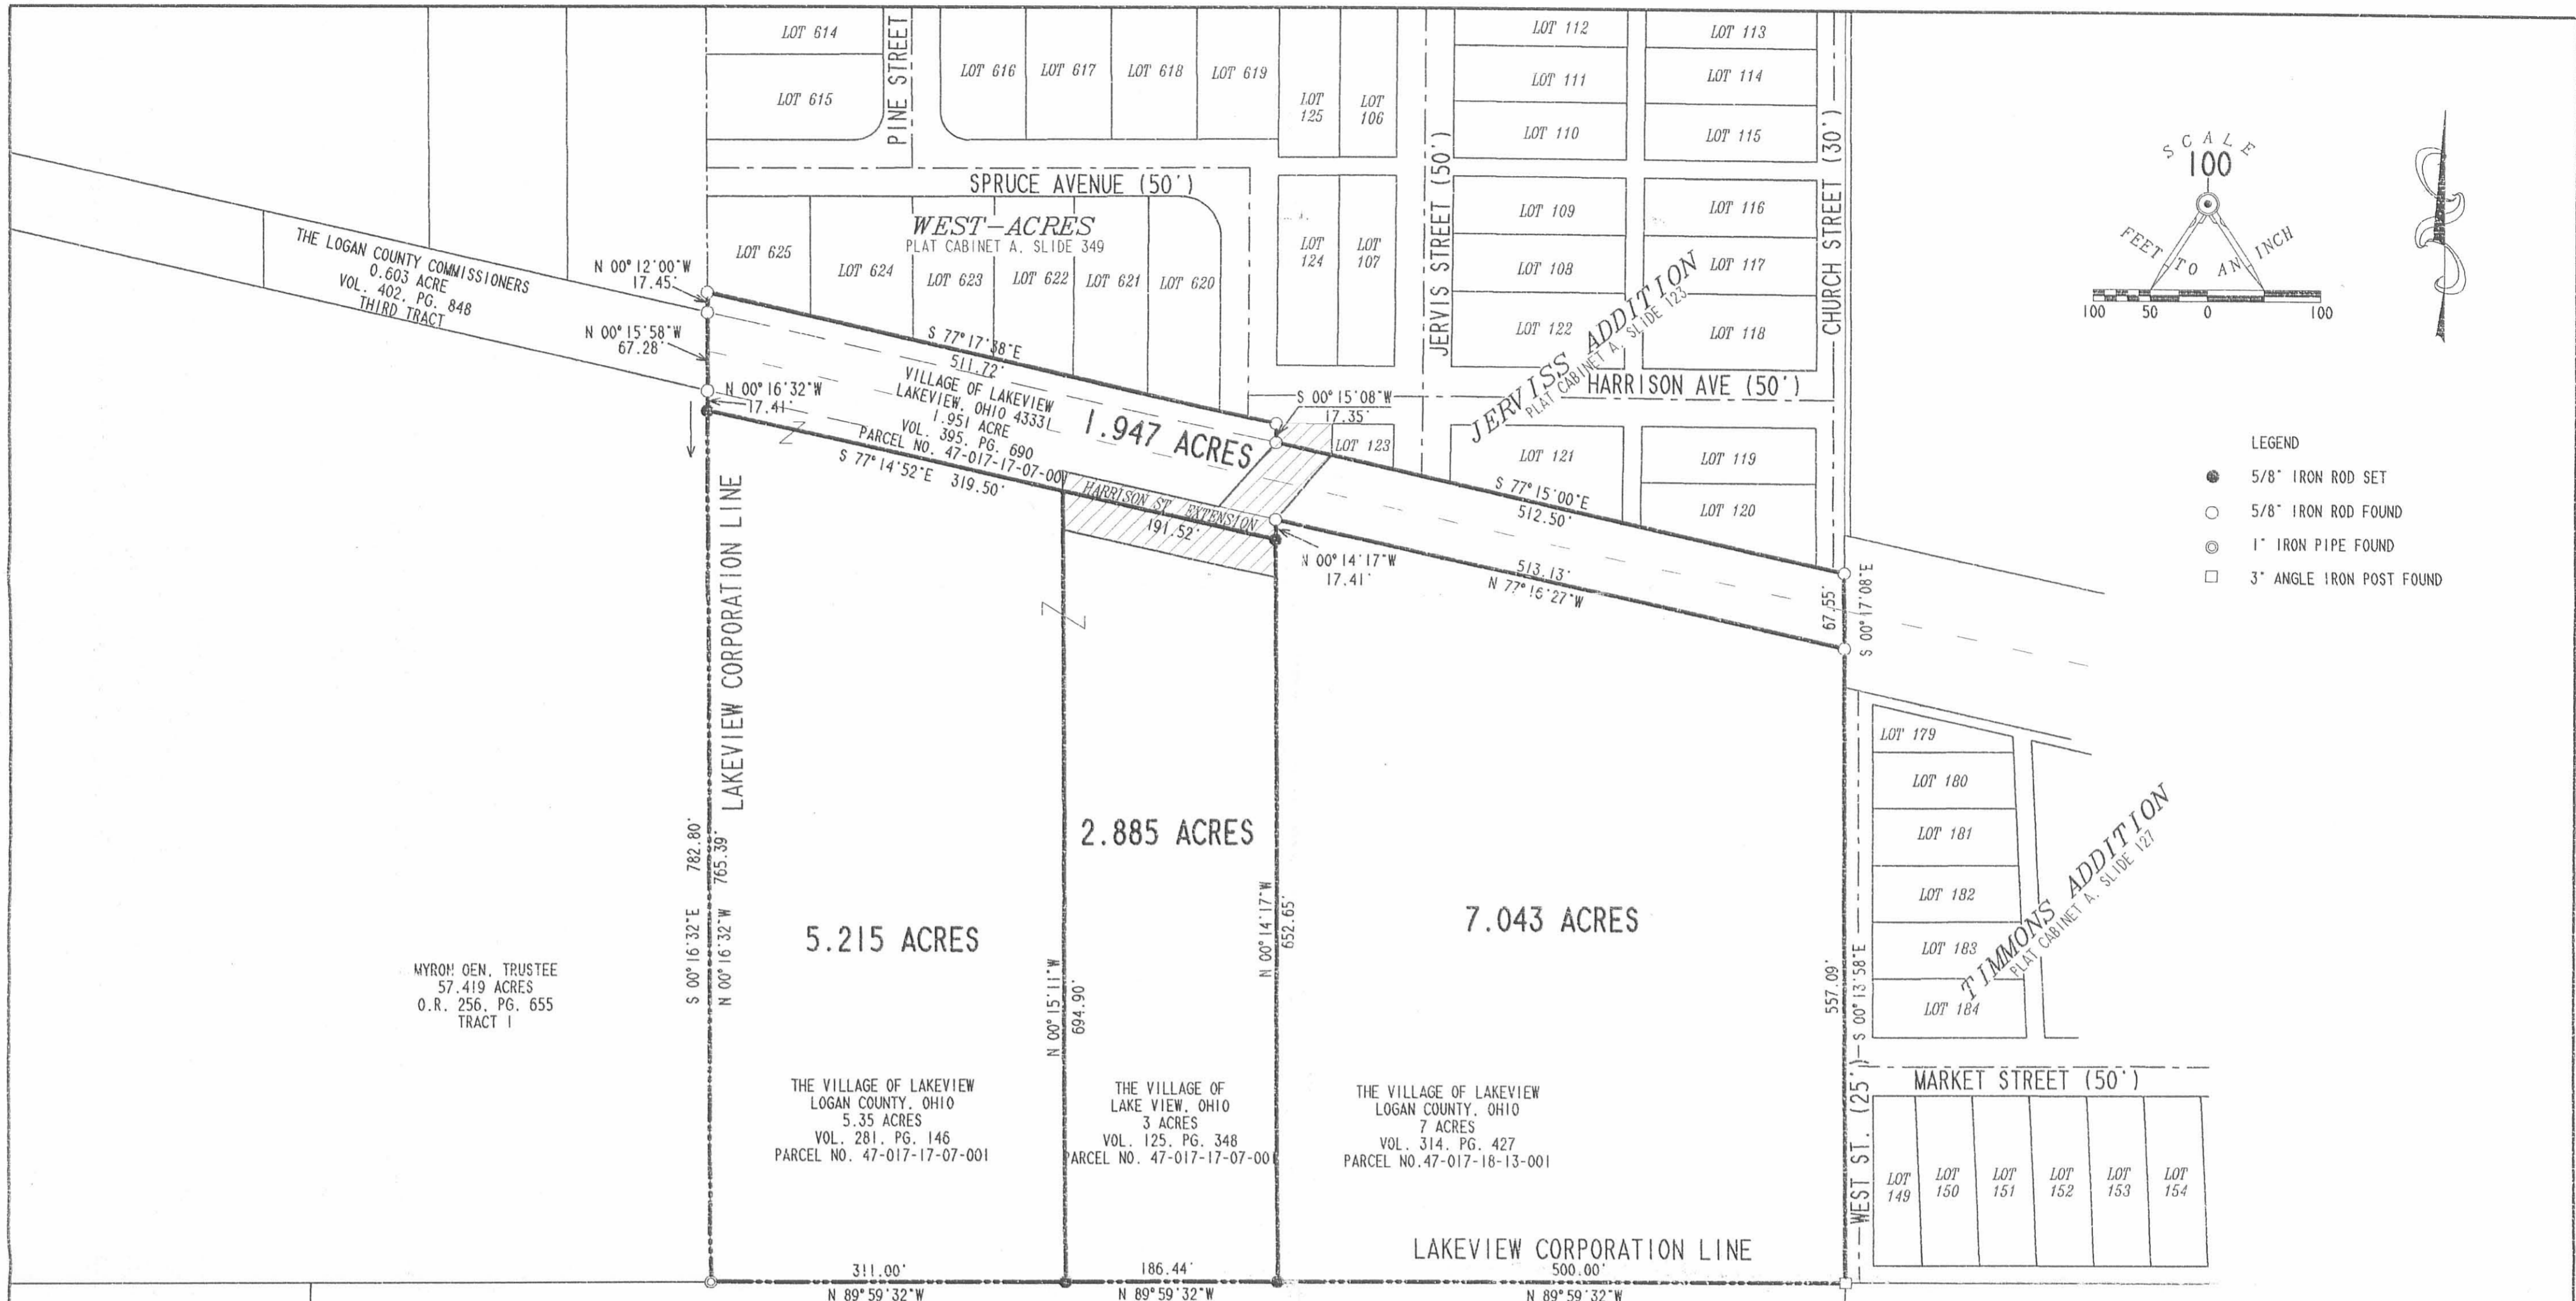 LOT 614
LOT 615
PINE STREET
LOT 616
LOT 617
LOT 618
LOT 619
LOT
125
LOT
106
LOT 112
LOT 111
LOT 110
LOT 113
LOT 114
LOT 115
JERVIS STREET (50')
CHURCH STREET (30')
SPRUCE AVENUE (50')
WEST-ACRES
PLAT CABINET A, SLIDE 349
LOT 625
LOT 624
LOT 623
LOT 622
LOT 621
LOT 620
LOT
124
LOT
107
LOT 109
LOT 108
LOT 122
LOT 116
LOT 117
LOT 118
JERVISS ADDITION
PLAT CABINET A, SLIDE 123
HARRISON AVE (50')
SCALE
100
FEET TO AN INCH
100 50 0 100
THE LOGAN COUNTY COMMISSIONERS
0.603 ACRE
VOL. 402, PG. 848
THIRD TRACT
N 00°12'00"W
17.45'
N 00°15'58"W
67.28'
N 00°16'32"W
17.41'
S 77°17'38"E
511.72'
VILLAGE OF LAKEVIEW
LAKEVIEW, OHIO 43331
1.951 ACRE
VOL. 395, PG. 690
PARCEL NO. 47-017-17-07-001
1.947 ACRES
S 77°14'52"E 319.50'
S 00°15'08"W
17.35'
LOT 123
LOT 121
LOT 119
LOT 120
HARRISON ST. EXTENSION
191.52'
S 77°15'00"E
512.50'
N 00°14'17"W
17.41'
513.13'
N 77°16'27"W
67.55'
S 00°17'08"E
LEGEND
5/8" IRON ROD SET
5/8" IRON ROD FOUND
1" IRON PIPE FOUND
3" ANGLE IRON POST FOUND
LAKEVIEW CORPORATION LINE
S 00°16'32"E 782.80'
N 00°16'32"W 765.39'
5.215 ACRES
N 00°15'11"W
694.90'
2.885 ACRES
N 00°14'17"W
652.65'
7.043 ACRES
557.09'
S 00°13'58"E
LOT 179
LOT 180
LOT 181
LOT 182
LOT 183
LOT 184
TIMMONS ADDITION
PLAT CABINET A, SLIDE 127
MYRON OEN, TRUSTEE
57.419 ACRES
O.R. 256, PG. 655
TRACT I
THE VILLAGE OF LAKEVIEW
LOGAN COUNTY, OHIO
5.35 ACRES
VOL. 281, PG. 146
PARCEL NO. 47-017-17-07-001
THE VILLAGE OF
LAKE VIEW, OHIO
3 ACRES
VOL. 125, PG. 348
PARCEL NO. 47-017-17-07-001
THE VILLAGE OF LAKEVIEW
LOGAN COUNTY, OHIO
7 ACRES
VOL. 314, PG. 427
PARCEL NO.47-017-18-13-001
WEST ST. (25')
MARKET STREET (50')
LOT
149
LOT
150
LOT
151
LOT
152
LOT
153
LOT
154
LAKEVIEW CORPORATION LINE
311.00'
N 89°59'32"W
186.44'
N 89°59'32"W
500.00'
N 89°59'32"W